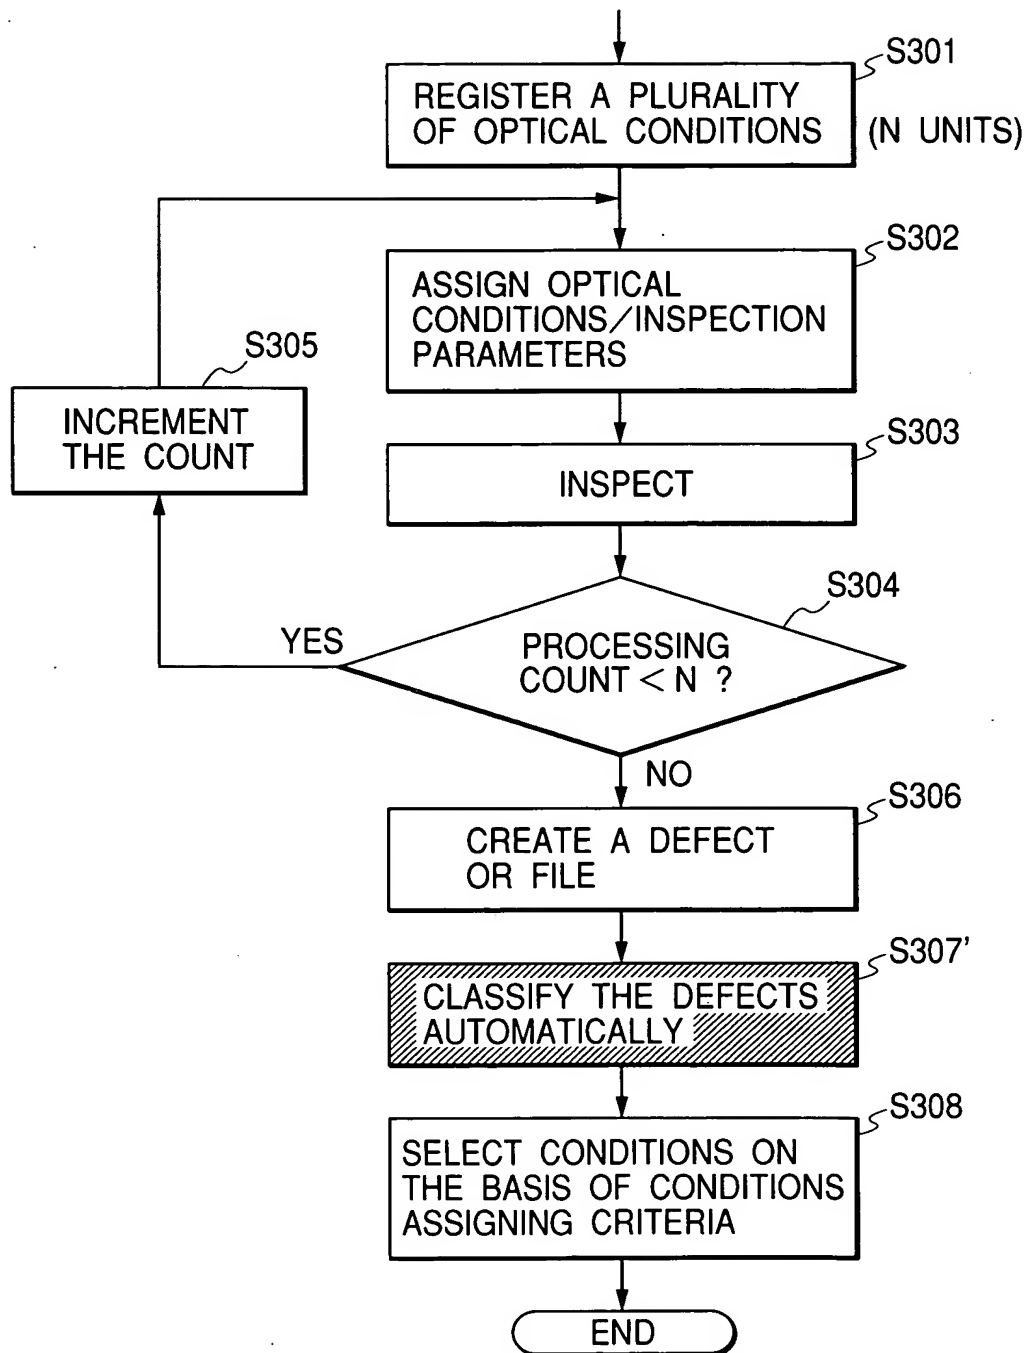 S301
REGISTER A PLURALITY
OF OPTICAL CONDITIONS
(N UNITS)
S302
ASSIGN OPTICAL
CONDITIONS/INSPECTION
PARAMETERS
S305
INCREMENT
THE COUNT
S303
INSPECT
S304
YES
PROCESSING
COUNT < N ?
NO
S306
CREATE A DEFECT
OR FILE
S307'
CLASSIFY THE DEFECTS
AUTOMATICALLY
S308
SELECT CONDITIONS ON
THE BASIS OF CONDITIONS
ASSIGNING CRITERIA
END